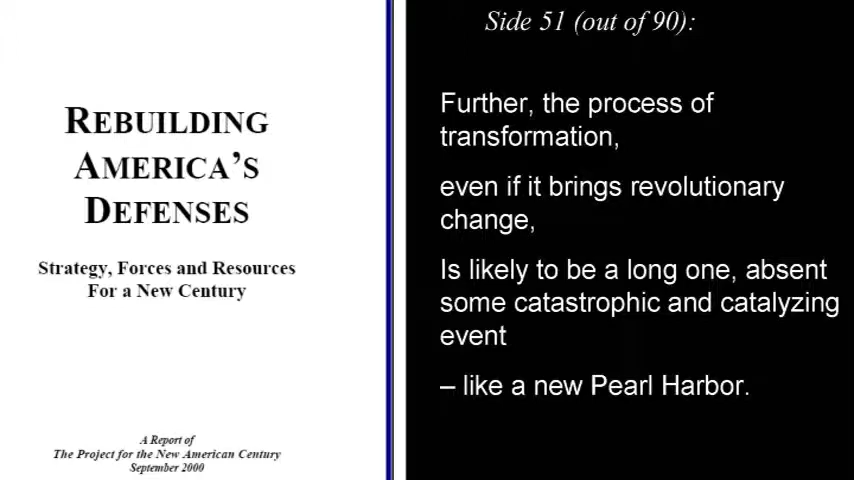 REBUILDING
AMERICA'S
DEFENSES
Strategy, Forces and Resources
For a New Century
A Report of
The Project for the New American Century
September 2000
Side 51 (out of 90):
Further, the process of
transformation,
even if it brings revolutionary
change,
Is likely to be a long one, absent
some catastrophic and catalyzing
event
– like a new Pearl Harbor.